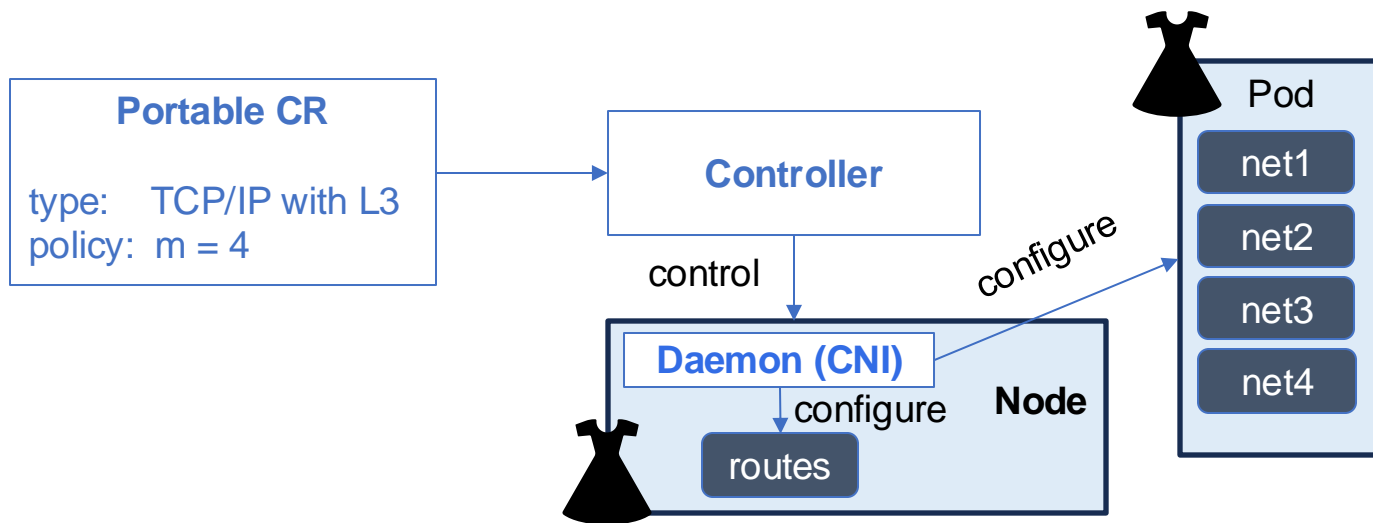 Portable CR
type: TCP/IP with L3
policy: m = 4
Controller
control
configure
Daemon (CNI)
configure
Node
routes
Pod
net1
net2
net3
net4